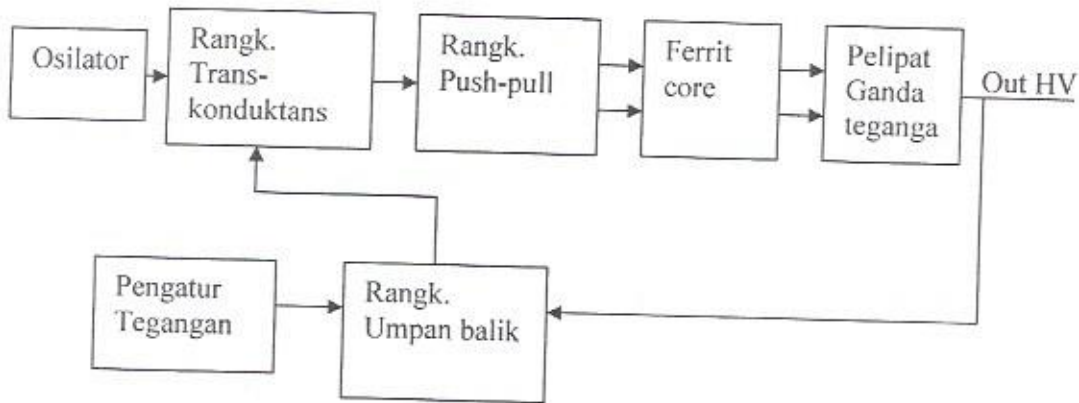 Osilator
Rangk.
Trans-
konduktans
Rangk.
Push-pull
Ferrit
core
Pelipat
Ganda
teganga
Out HV
Pengatur
Tegangan
Rangk.
Umpan balik